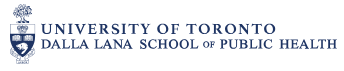 UNIVERSITY OF TORONTO
DALLA LANA SCHOOL OF PUBLIC HEALTH